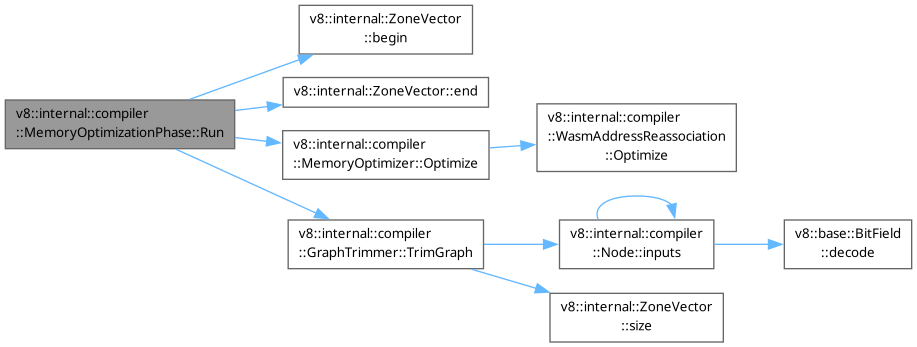 v8::internal::ZoneVector
::begin
v8::internal::ZoneVector::end
v8::internal::compiler
::MemoryOptimizationPhase::Run
v8::internal::compiler
::WasmAddressReassociation
::Optimize
v8::internal::compiler
::MemoryOptimizer::Optimize
v8::internal::compiler
::GraphTrimmer::TrimGraph
v8::internal::compiler
::Node::inputs
v8::base::BitField
::decode
v8::internal::ZoneVector
::size